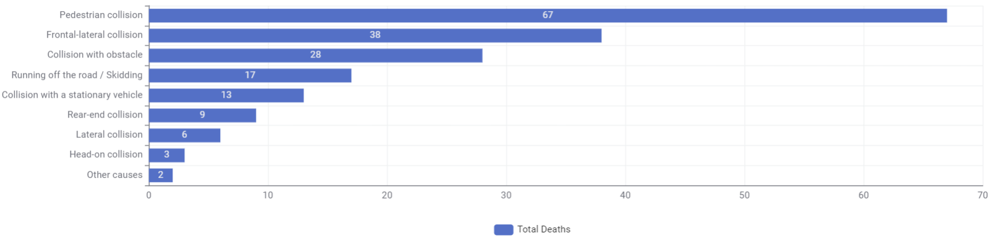 Pedestrian collision 67
Frontal-lateral collision 38
Collision with obstacle 28
Running off the road / Skidding 17
Collision with a stationary vehicle 13
Rear-end collision 9
Lateral collision 6
Head-on collision 3
Other causes 2
0 10 20 30 40 50 60 70
Total Deaths